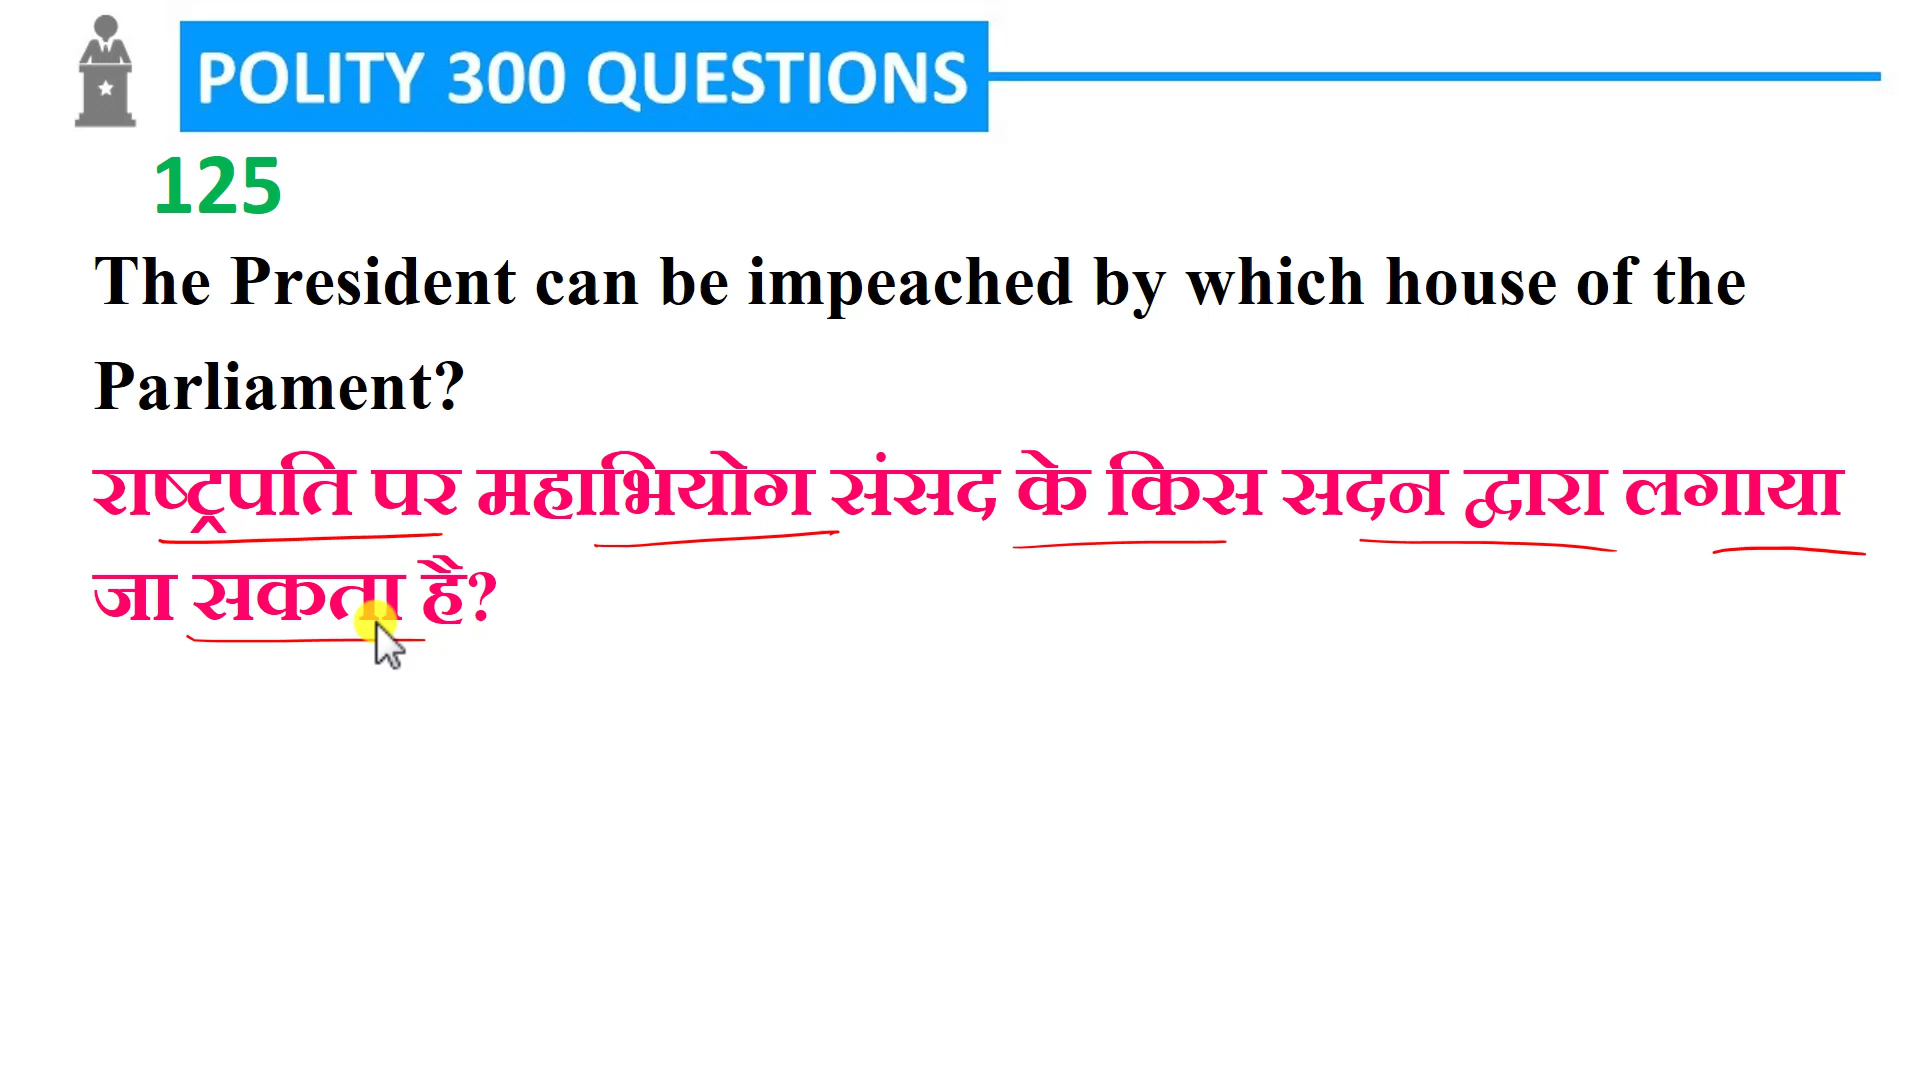 POLITY 300 QUESTIONS
125
The President can be impeached by which house of the
Parliament?
राष्ट्रपति पर महाभियोग संसद के किस सदन द्वारा लगाया
जा सकता है?